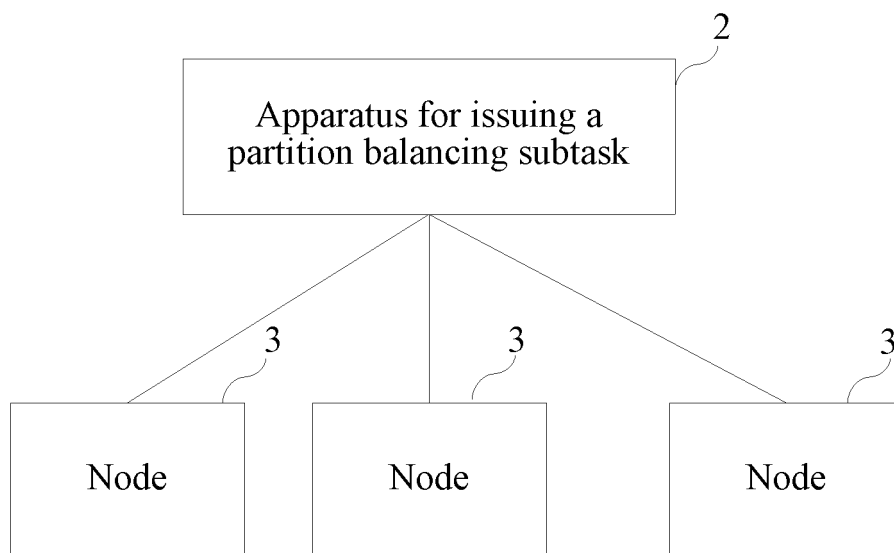 2
Apparatus for issuing a
partition balancing subtask
3
3
3
Node
Node
Node